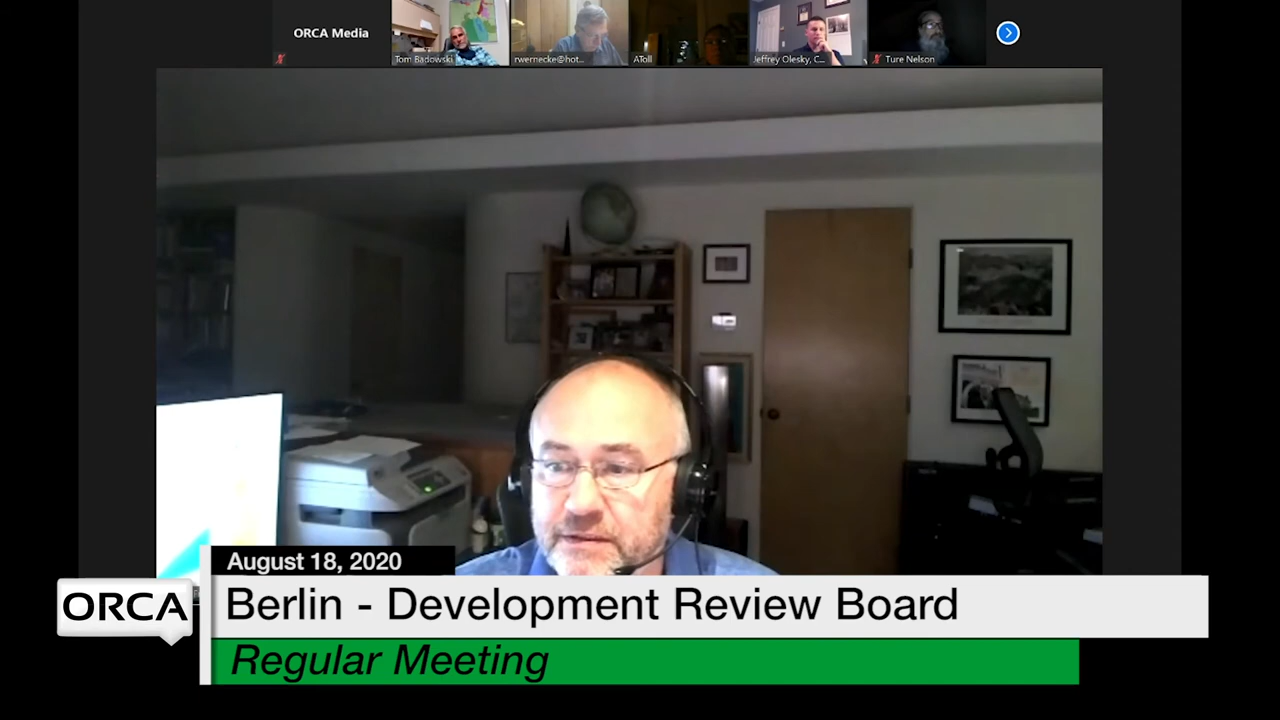 ORCA Media
Tom Badowski
rwernecke@hot...
AToll
Jeffrey Olesky, C...
Ture Nelson
August 18, 2020
ORCA
Berlin - Development Review Board
Regular Meeting